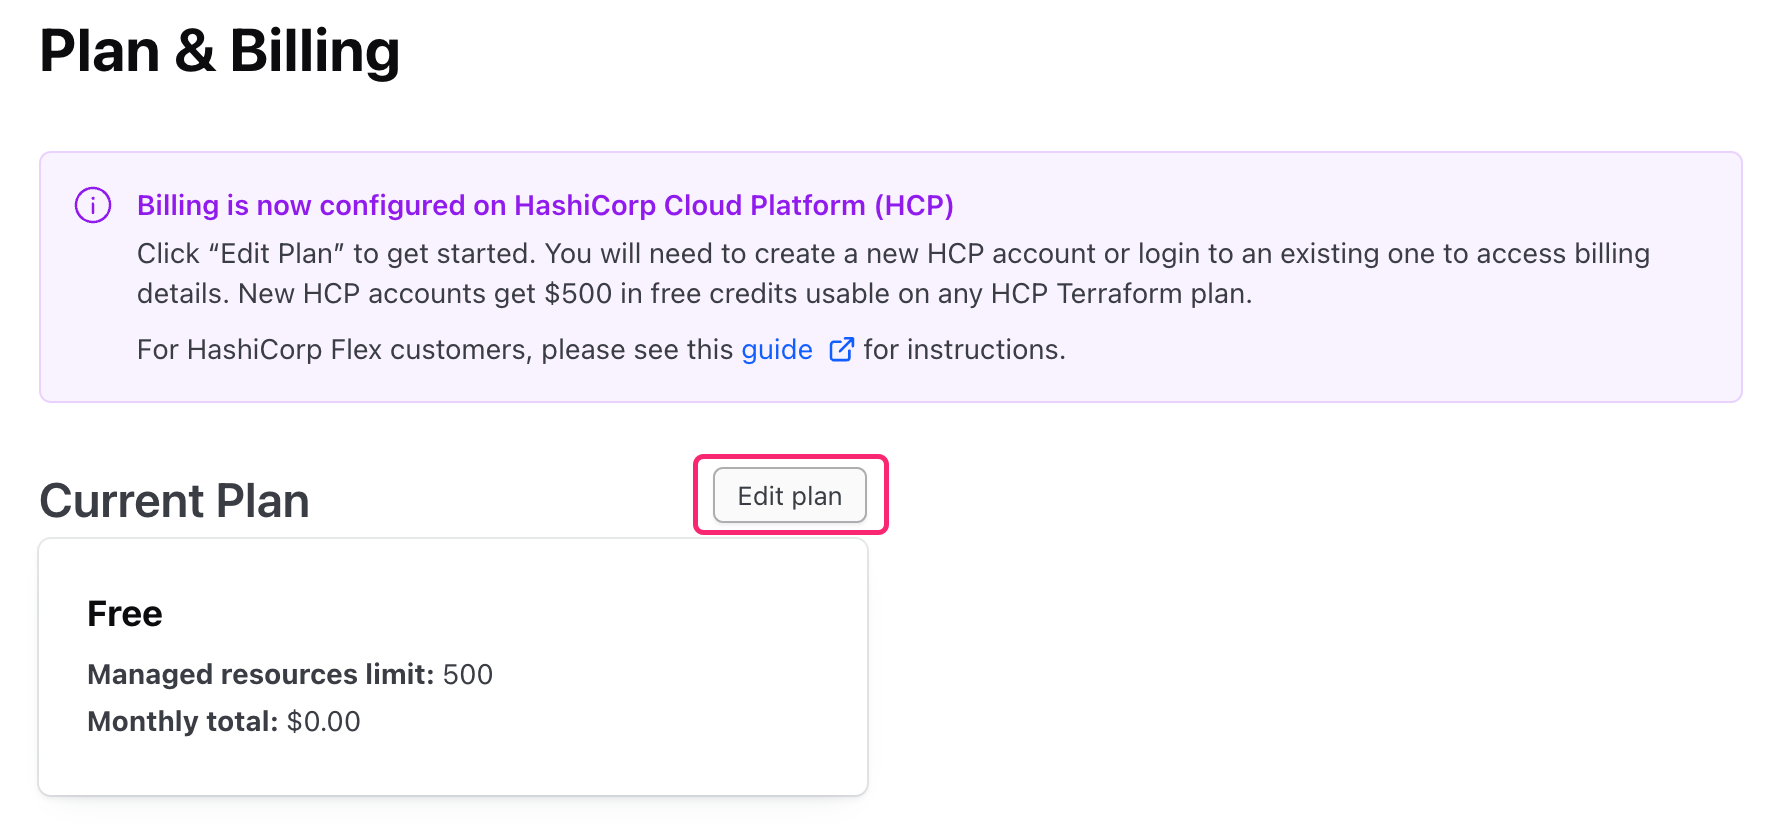 Plan & Billing
Billing is now configured on HashiCorp Cloud Platform (HCP)
Click “Edit Plan” to get started. You will need to create a new HCP account or login to an existing one to access billing
details. New HCP accounts get $500 in free credits usable on any HCP Terraform plan.
For HashiCorp Flex customers, please see this guide for instructions.
Current Plan
Edit plan
Free
Managed resources limit: 500
Monthly total: $0.00